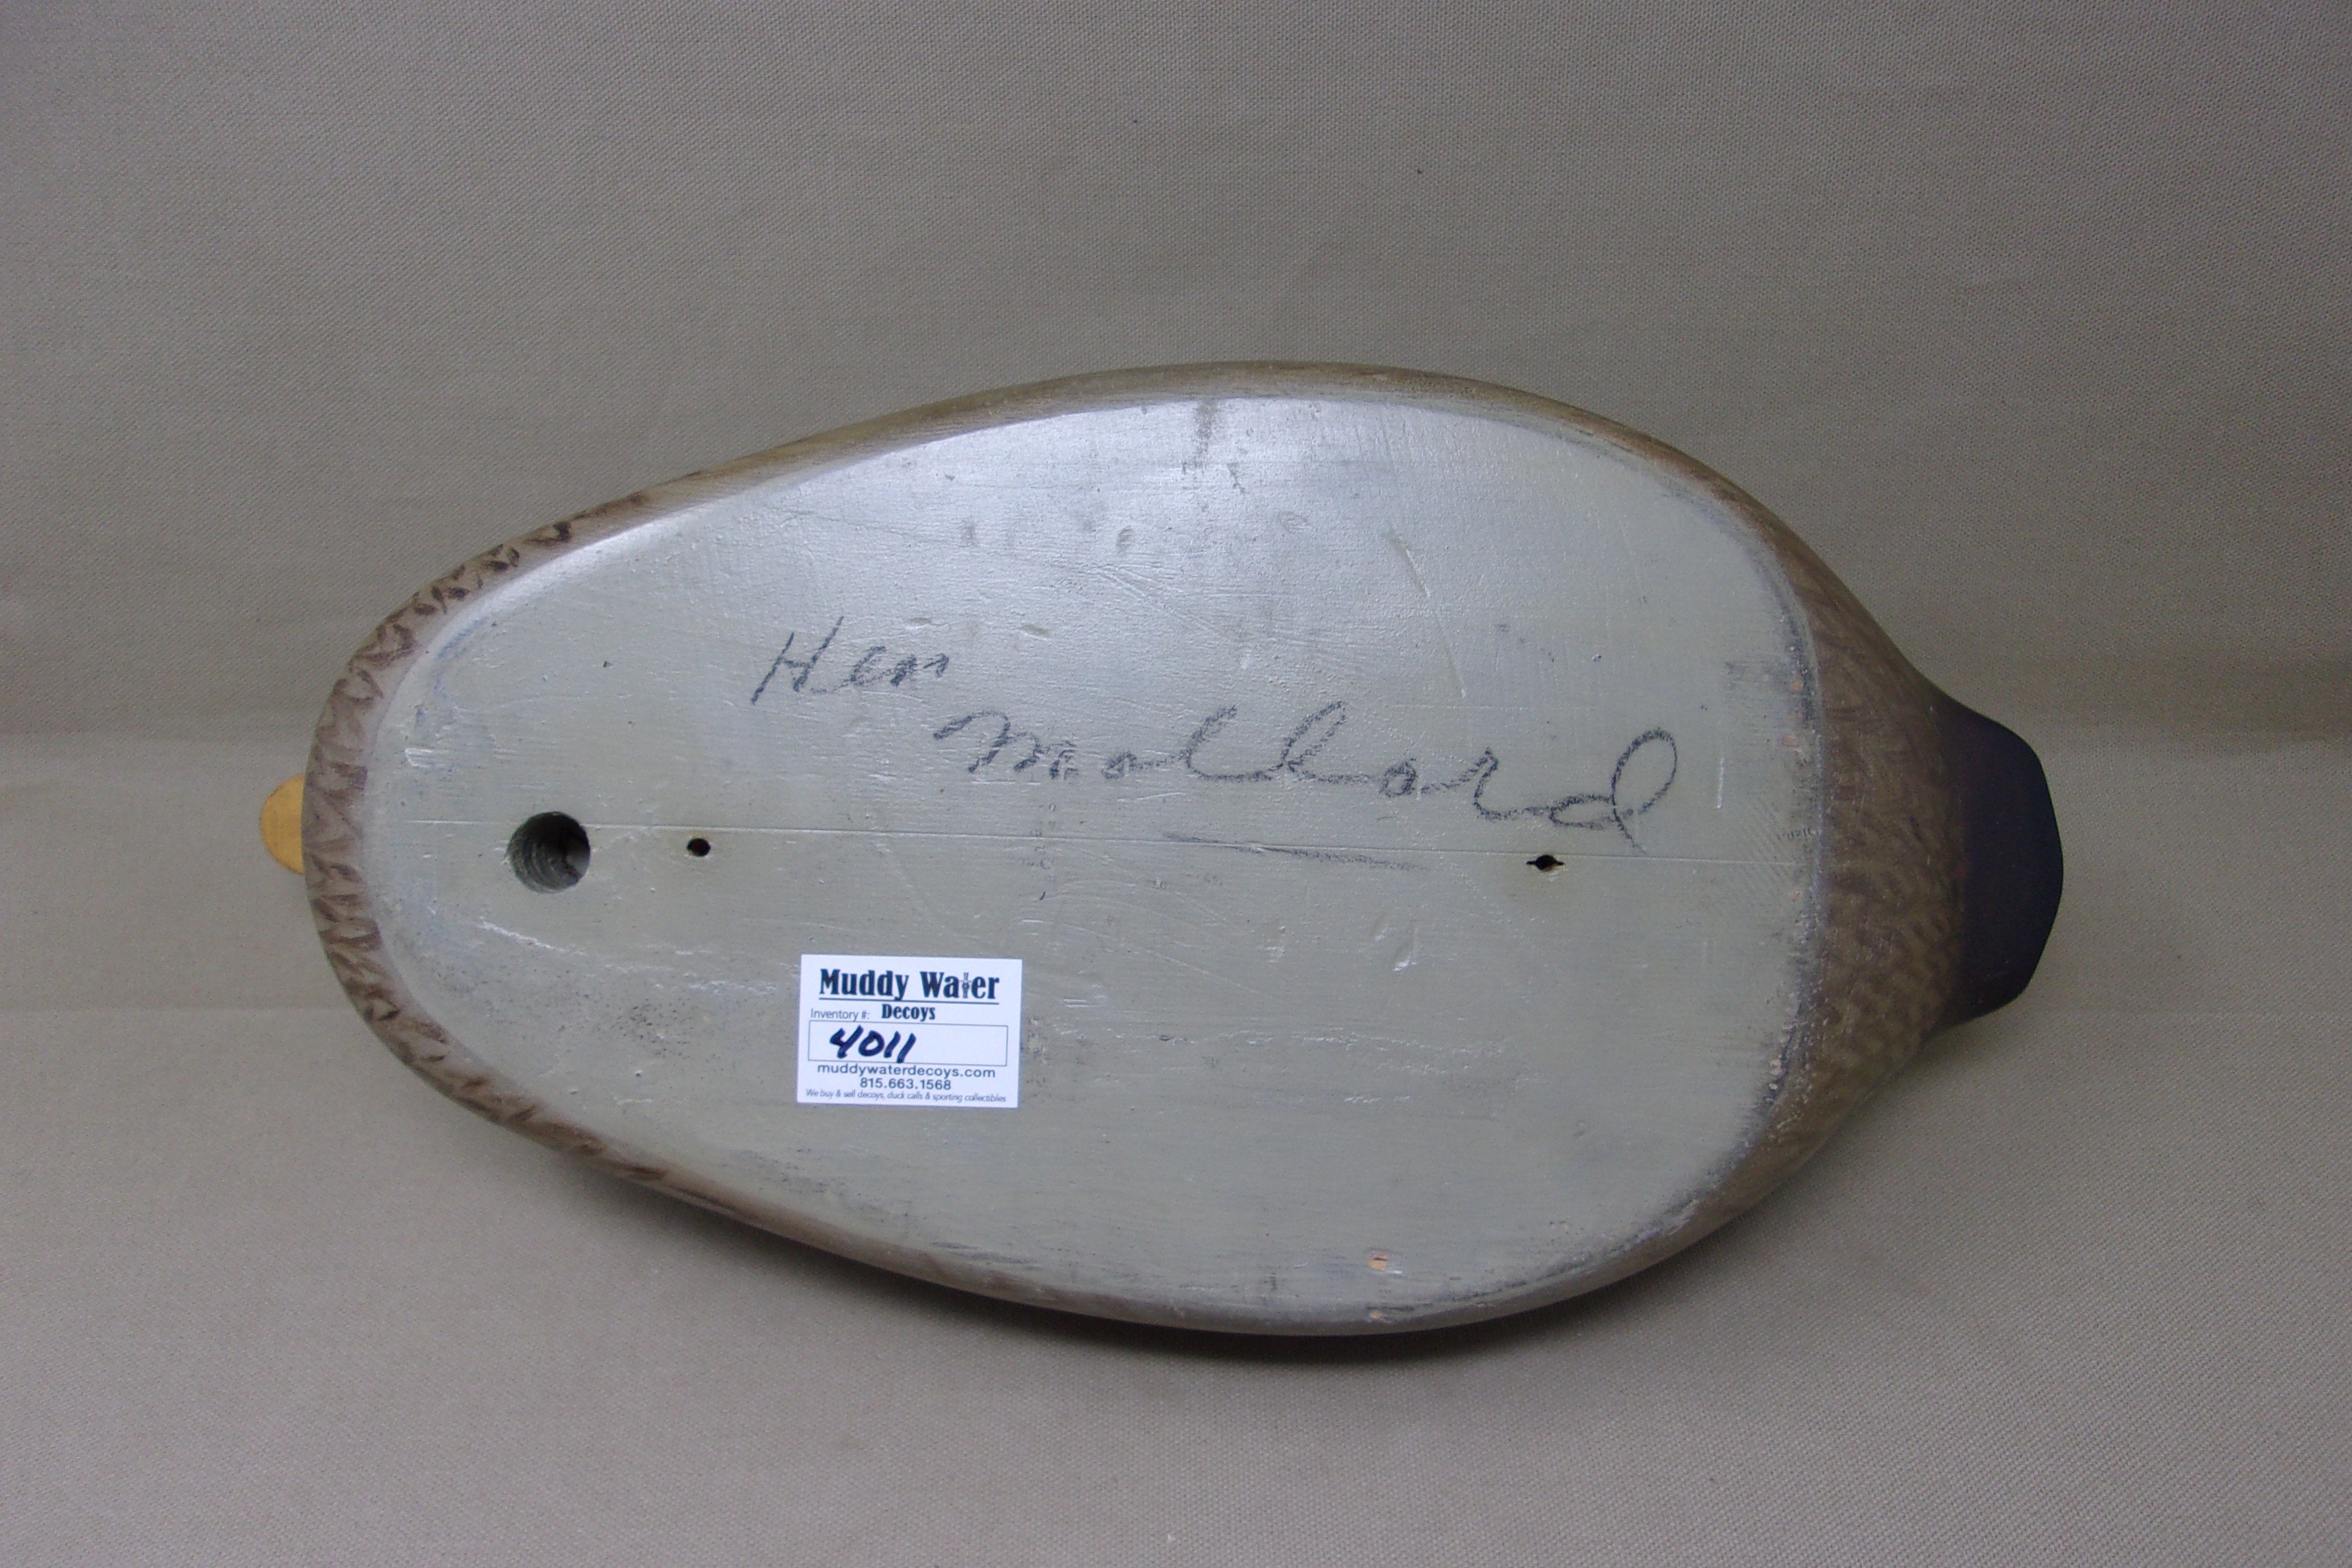 Hen
Mallard
Muddy Water
Decoys
Inventory #:
4011
muddywaterdecoys.com
815.663.1568
We buy & sell decoys, duck calls & sporting collectibles